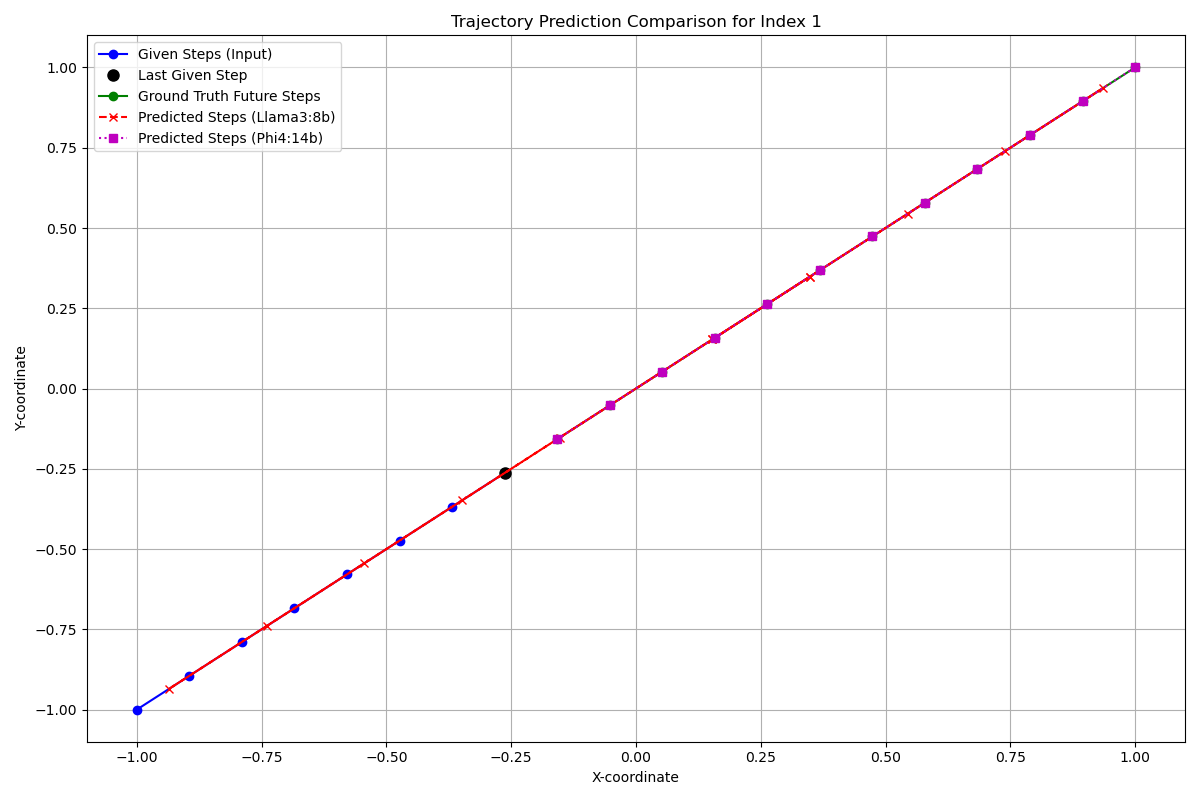 Trajectory Prediction Comparison for Index 1
Given Steps (Input)
Last Given Step
Ground Truth Future Steps
Predicted Steps (Llama3:8b)
Predicted Steps (Phi4:14b)
1.00
0.75
0.50
0.25
0.00
−0.25
−0.50
−0.75
−1.00
Y-coordinate
−1.00 −0.75 −0.50 −0.25 0.00 0.25 0.50 0.75 1.00
X-coordinate